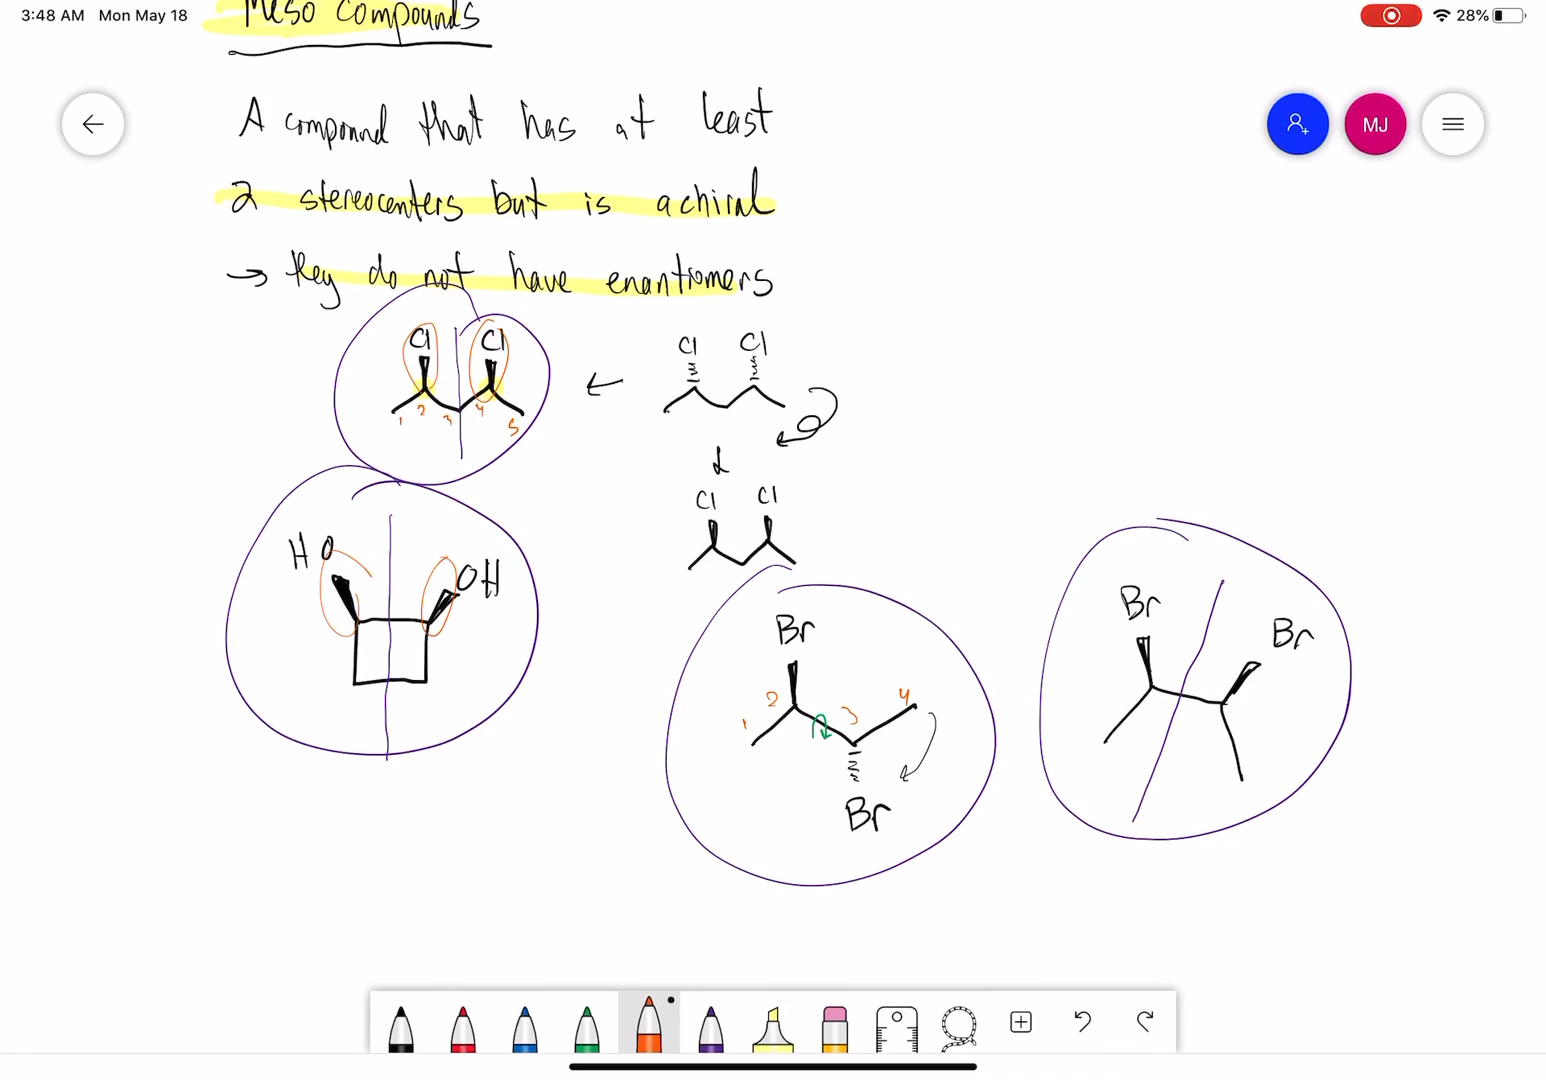 3:48 AM Mon May 18
28%
Meso Compounds
A compound that has at least
2 stereocenters but is achiral
→ they do not have enantiomers
MJ
Cl Cl
1 2 3 4 5
Cl Cl
Cl Cl
HO OH
Br
1 2 3 4
Br
Br Br